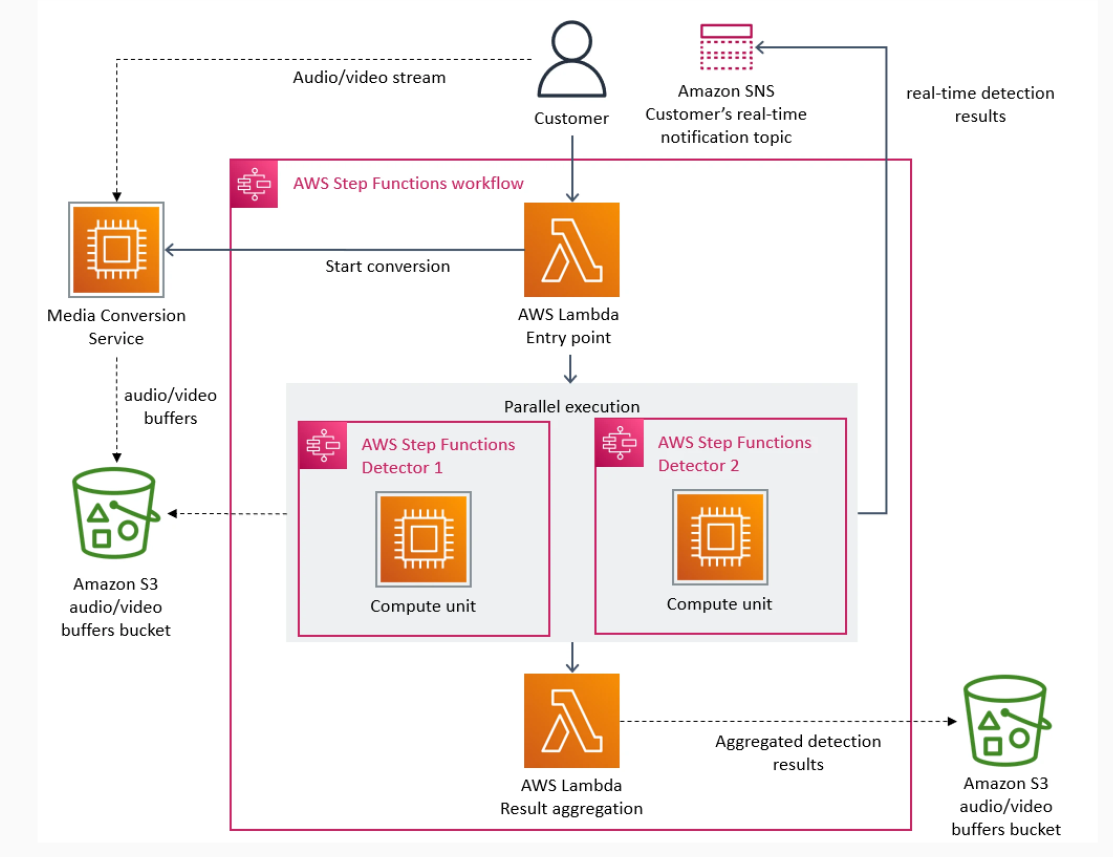 Audio/video stream
Customer
Amazon SNS
Customer’s real-time
notification topic
real-time detection
results
AWS Step Functions workflow
Start conversion
Media Conversion
Service
AWS Lambda
Entry point
audio/video
buffers
Parallel execution
AWS Step Functions
Detector 1
Compute unit
AWS Step Functions
Detector 2
Compute unit
Amazon S3
audio/video
buffers bucket
AWS Lambda
Result aggregation
Aggregated detection
results
Amazon S3
audio/video
buffers bucket